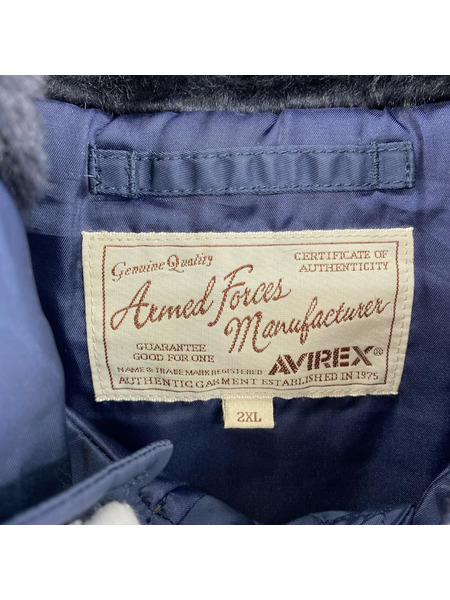 Genuine Quality
CERTIFICATE OF
AUTHENTICITY
Armed Forces
Manufacturer
GUARANTEE
GOOD FOR ONE
NAME & TRADE MARK REGISTERED
AVIREX®
AUTHENTIC GARMENT ESTABLISHED IN 1975
2XL